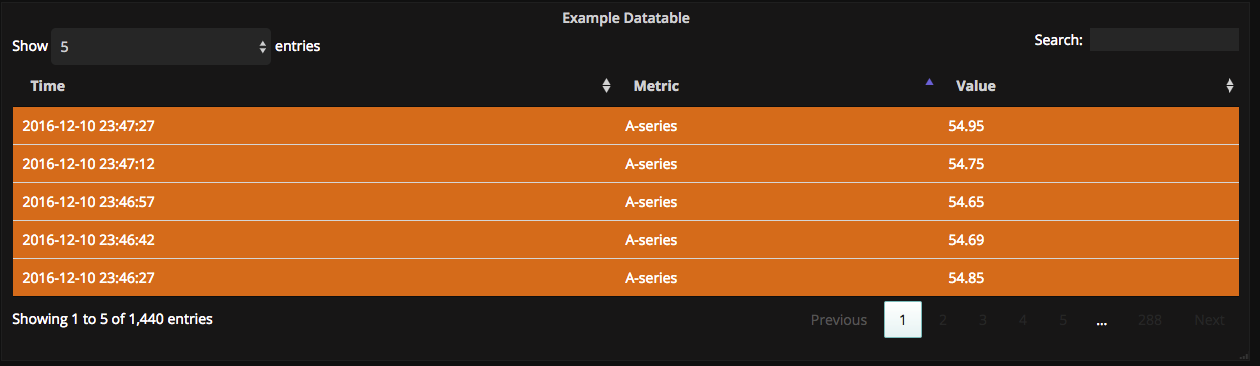 Example Datatable
Show 5 entries Search:
Time Metric Value
2016-12-10 23:47:27 A-series 54.95
2016-12-10 23:47:12 A-series 54.75
2016-12-10 23:46:57 A-series 54.65
2016-12-10 23:46:42 A-series 54.69
2016-12-10 23:46:27 A-series 54.85
Showing 1 to 5 of 1,440 entries Previous 1 2 3 4 5 ... 288 Next